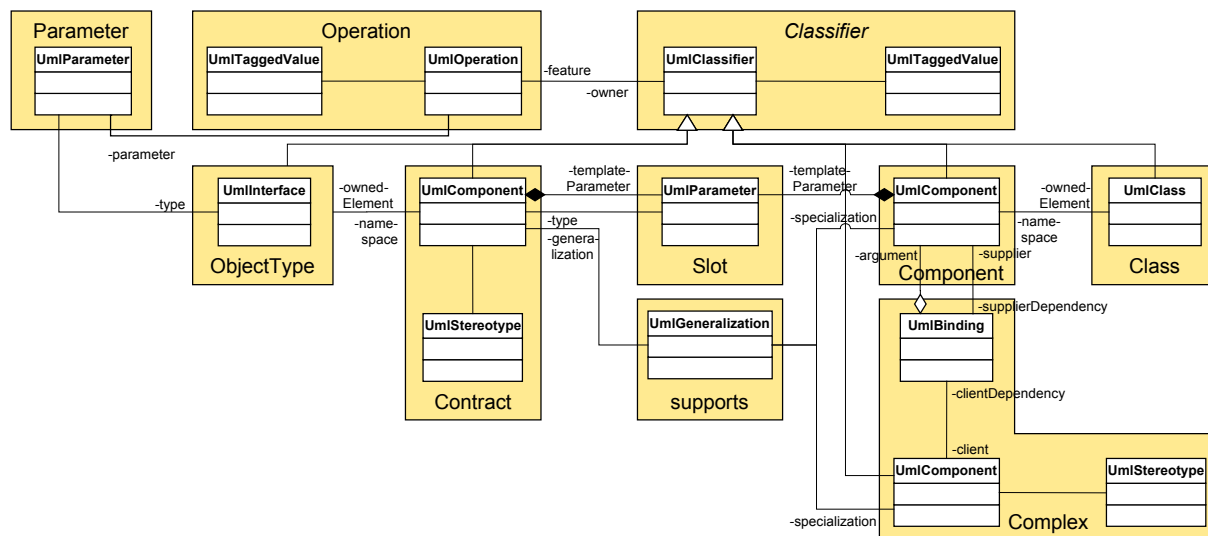 Parameter
Operation
Classifier
UmlParameter
UmlTaggedValue
UmlOperation
UmlClassifier
UmlTaggedValue
-feature
-owner
-parameter
-type
UmlInterface
ObjectType
-owned-
Element
-name-
space
UmlComponent
-template-
Parameter
-type
-genera-
lization
UmlParameter
Slot
-template-
Parameter
-specialization
UmlComponent
-argument
-supplier
Component
-owned-
Element
-name-
space
UmlClass
Class
UmlStereotype
Contract
UmlGeneralization
supports
-supplierDependency
UmlBinding
-clientDependency
-client
UmlComponent
UmlStereotype
-specialization
Complex